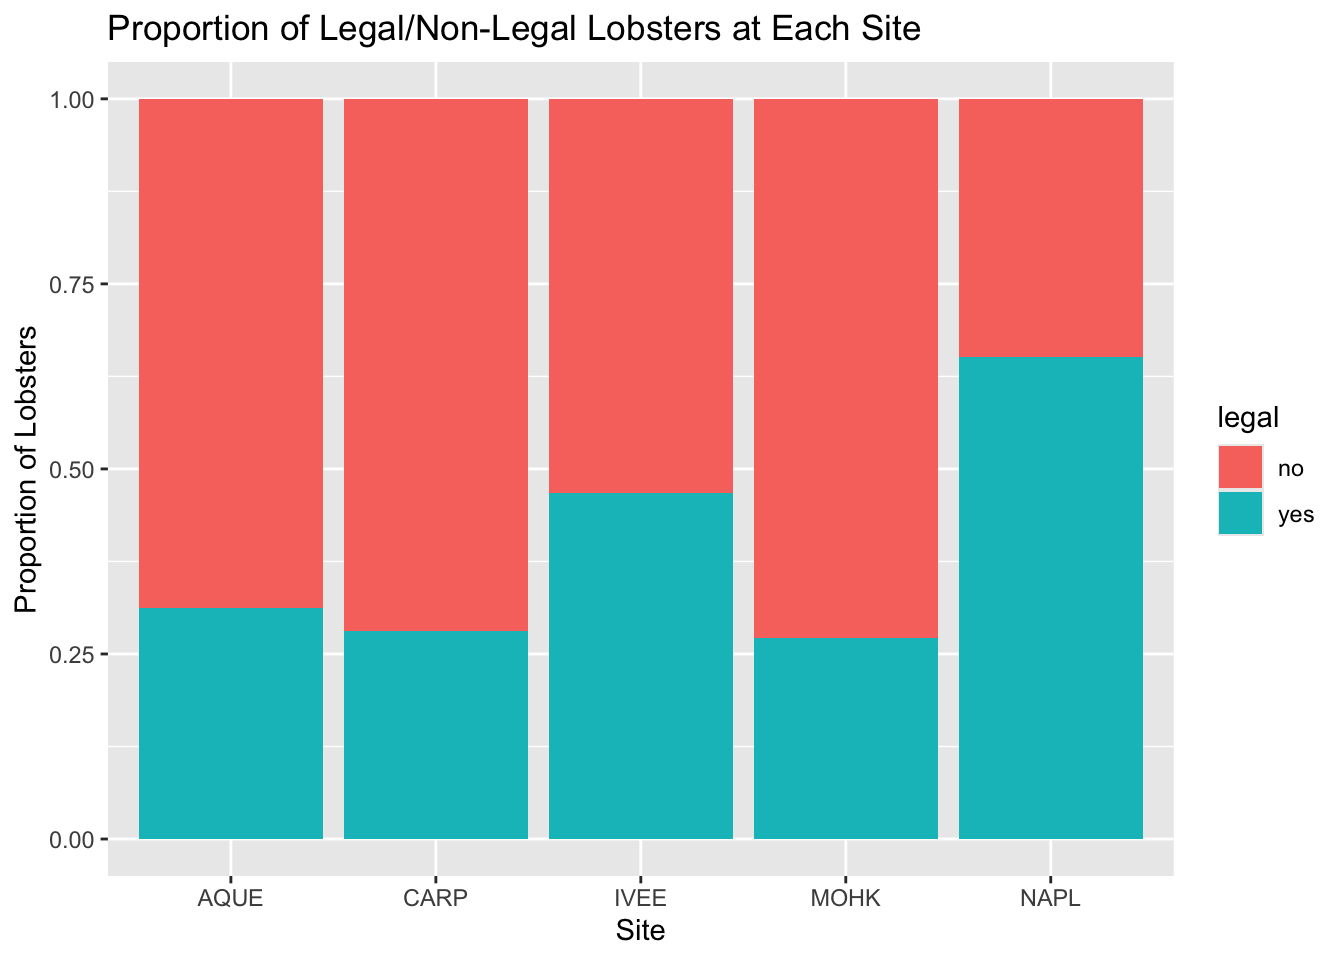 Proportion of Legal/Non-Legal Lobsters at Each Site
Proportion of Lobsters
1.00
0.75
0.50
0.25
0.00
AQUE CARP IVEE MOHK NAPL
Site
legal
no
yes